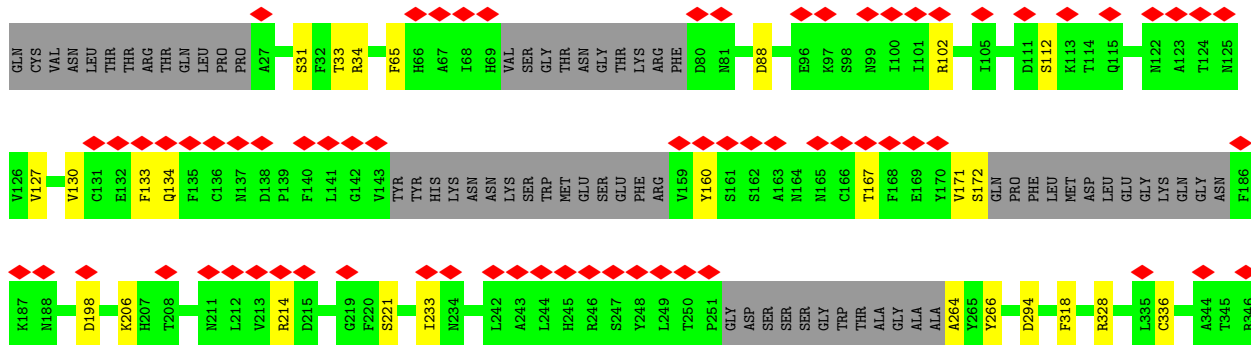 GLN CYS VAL ASN LEU THR THR ARG THR GLN LEU PRO PRO A27 S31 F32 T33 R34 F65 H66 A67 I68 H69 VAL SER GLY THR ASN GLY THR LYS ARG PHE D80 N81 D88 E96 K97 S98 N99 I100 I101 R102 I105 D111 S112 K113 T114 Q115 N122 A123 T124 N125
V126 V127 V130 C131 E132 F133 Q134 F135 C136 N137 D138 P139 F140 L141 G142 V143 TYR TYR HIS LYS ASN ASN LYS SER TRP MET GLU SER GLU PHE ARG V159 Y160 S161 S162 A163 N164 N165 C166 T167 F168 E169 Y170 V171 S172 GLN PRO PHE LEU MET ASP LEU GLU GLY LYS GLN GLY ASN F186
K187 N188 D198 K206 H207 T208 N211 L212 V213 R214 D215 G219 F220 S221 I233 N234 L242 A243 L244 H245 R246 S247 Y248 L249 T250 P251 GLY ASP SER SER SER GLY TRP THR ALA GLY ALA ALA A264 Y265 Y266 D294 F318 R328 L335 C336 A344 T345 R346